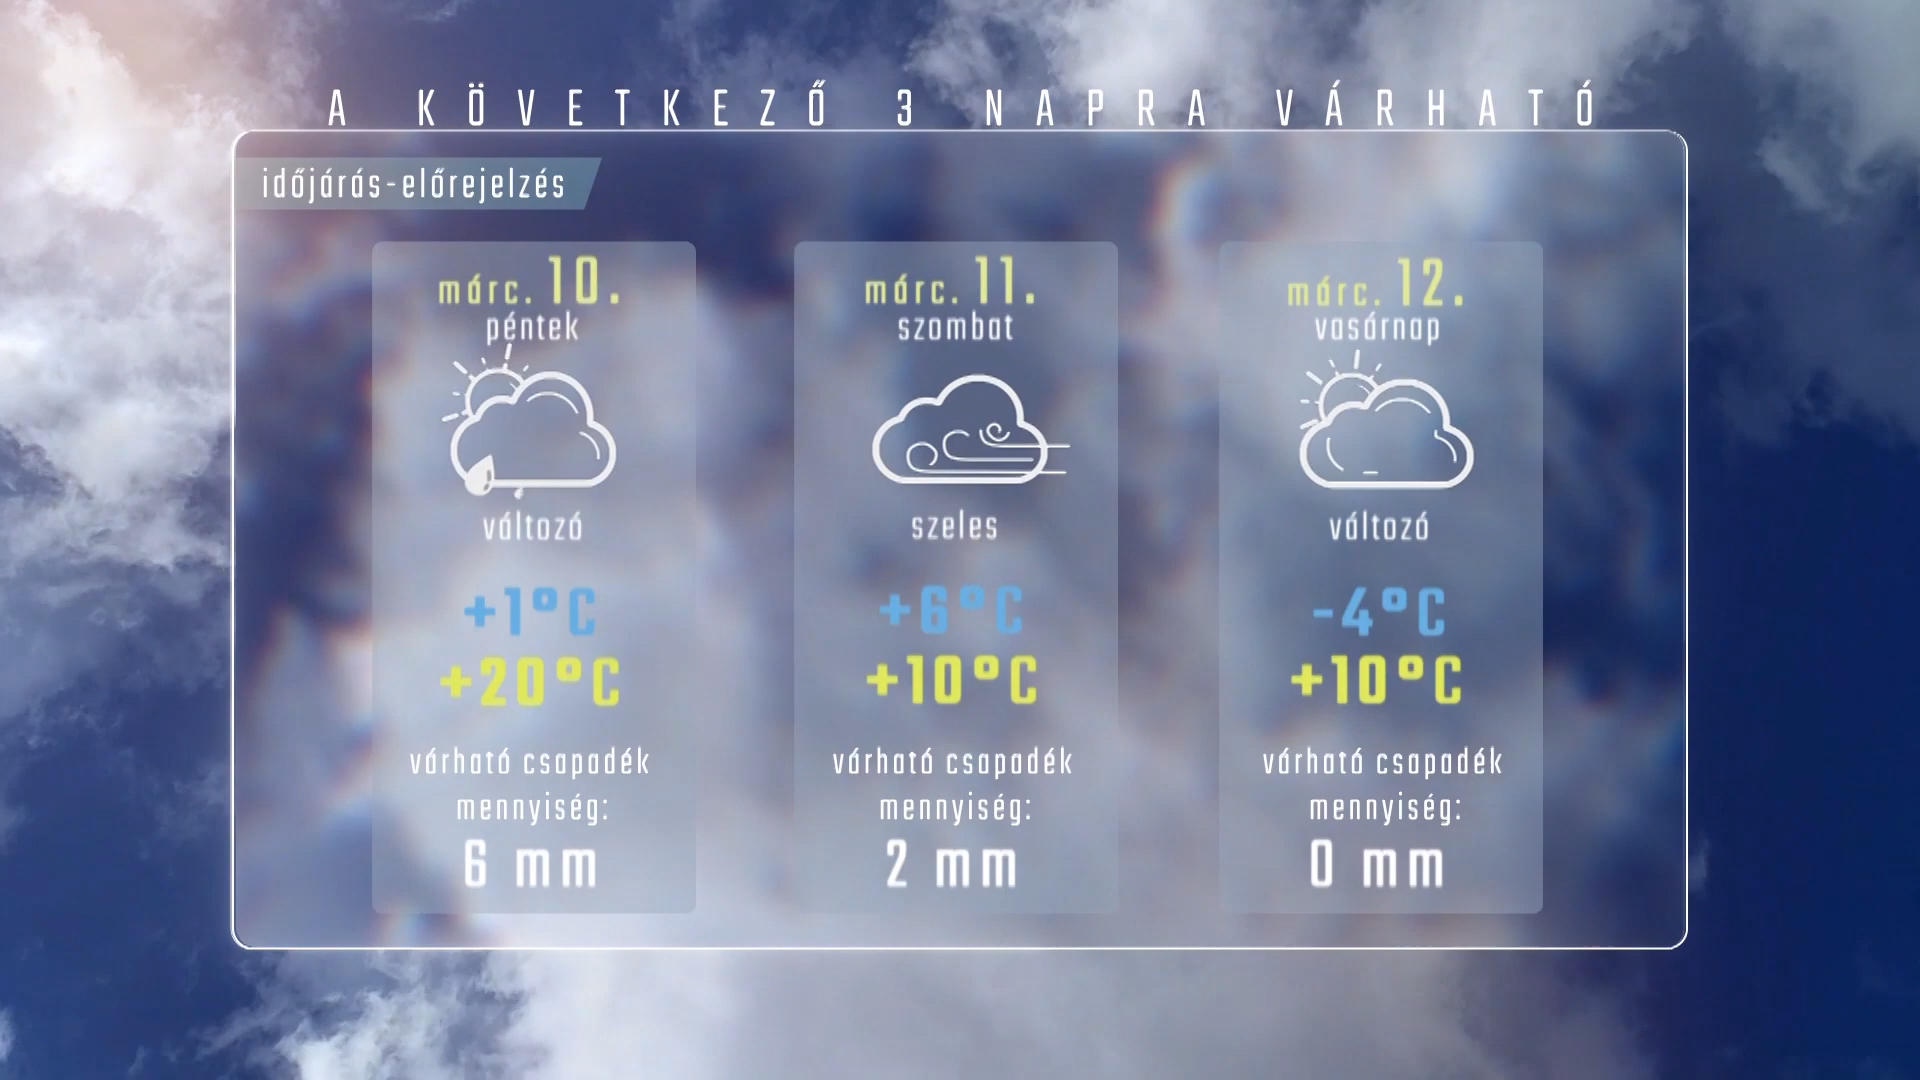 A KÖVETKEZŐ 3 NAPRA VÁRHATÓ
időjárás-előrejelzés
márc. 10.
péntek
változó
+1°C
+20°C
várható csapadék
mennyiség:
6 mm
márc. 11.
szombat
szeles
+6°C
+10°C
várható csapadék
mennyiség:
2 mm
márc. 12.
vasárnap
változó
-4°C
+10°C
várható csapadék
mennyiség:
0 mm